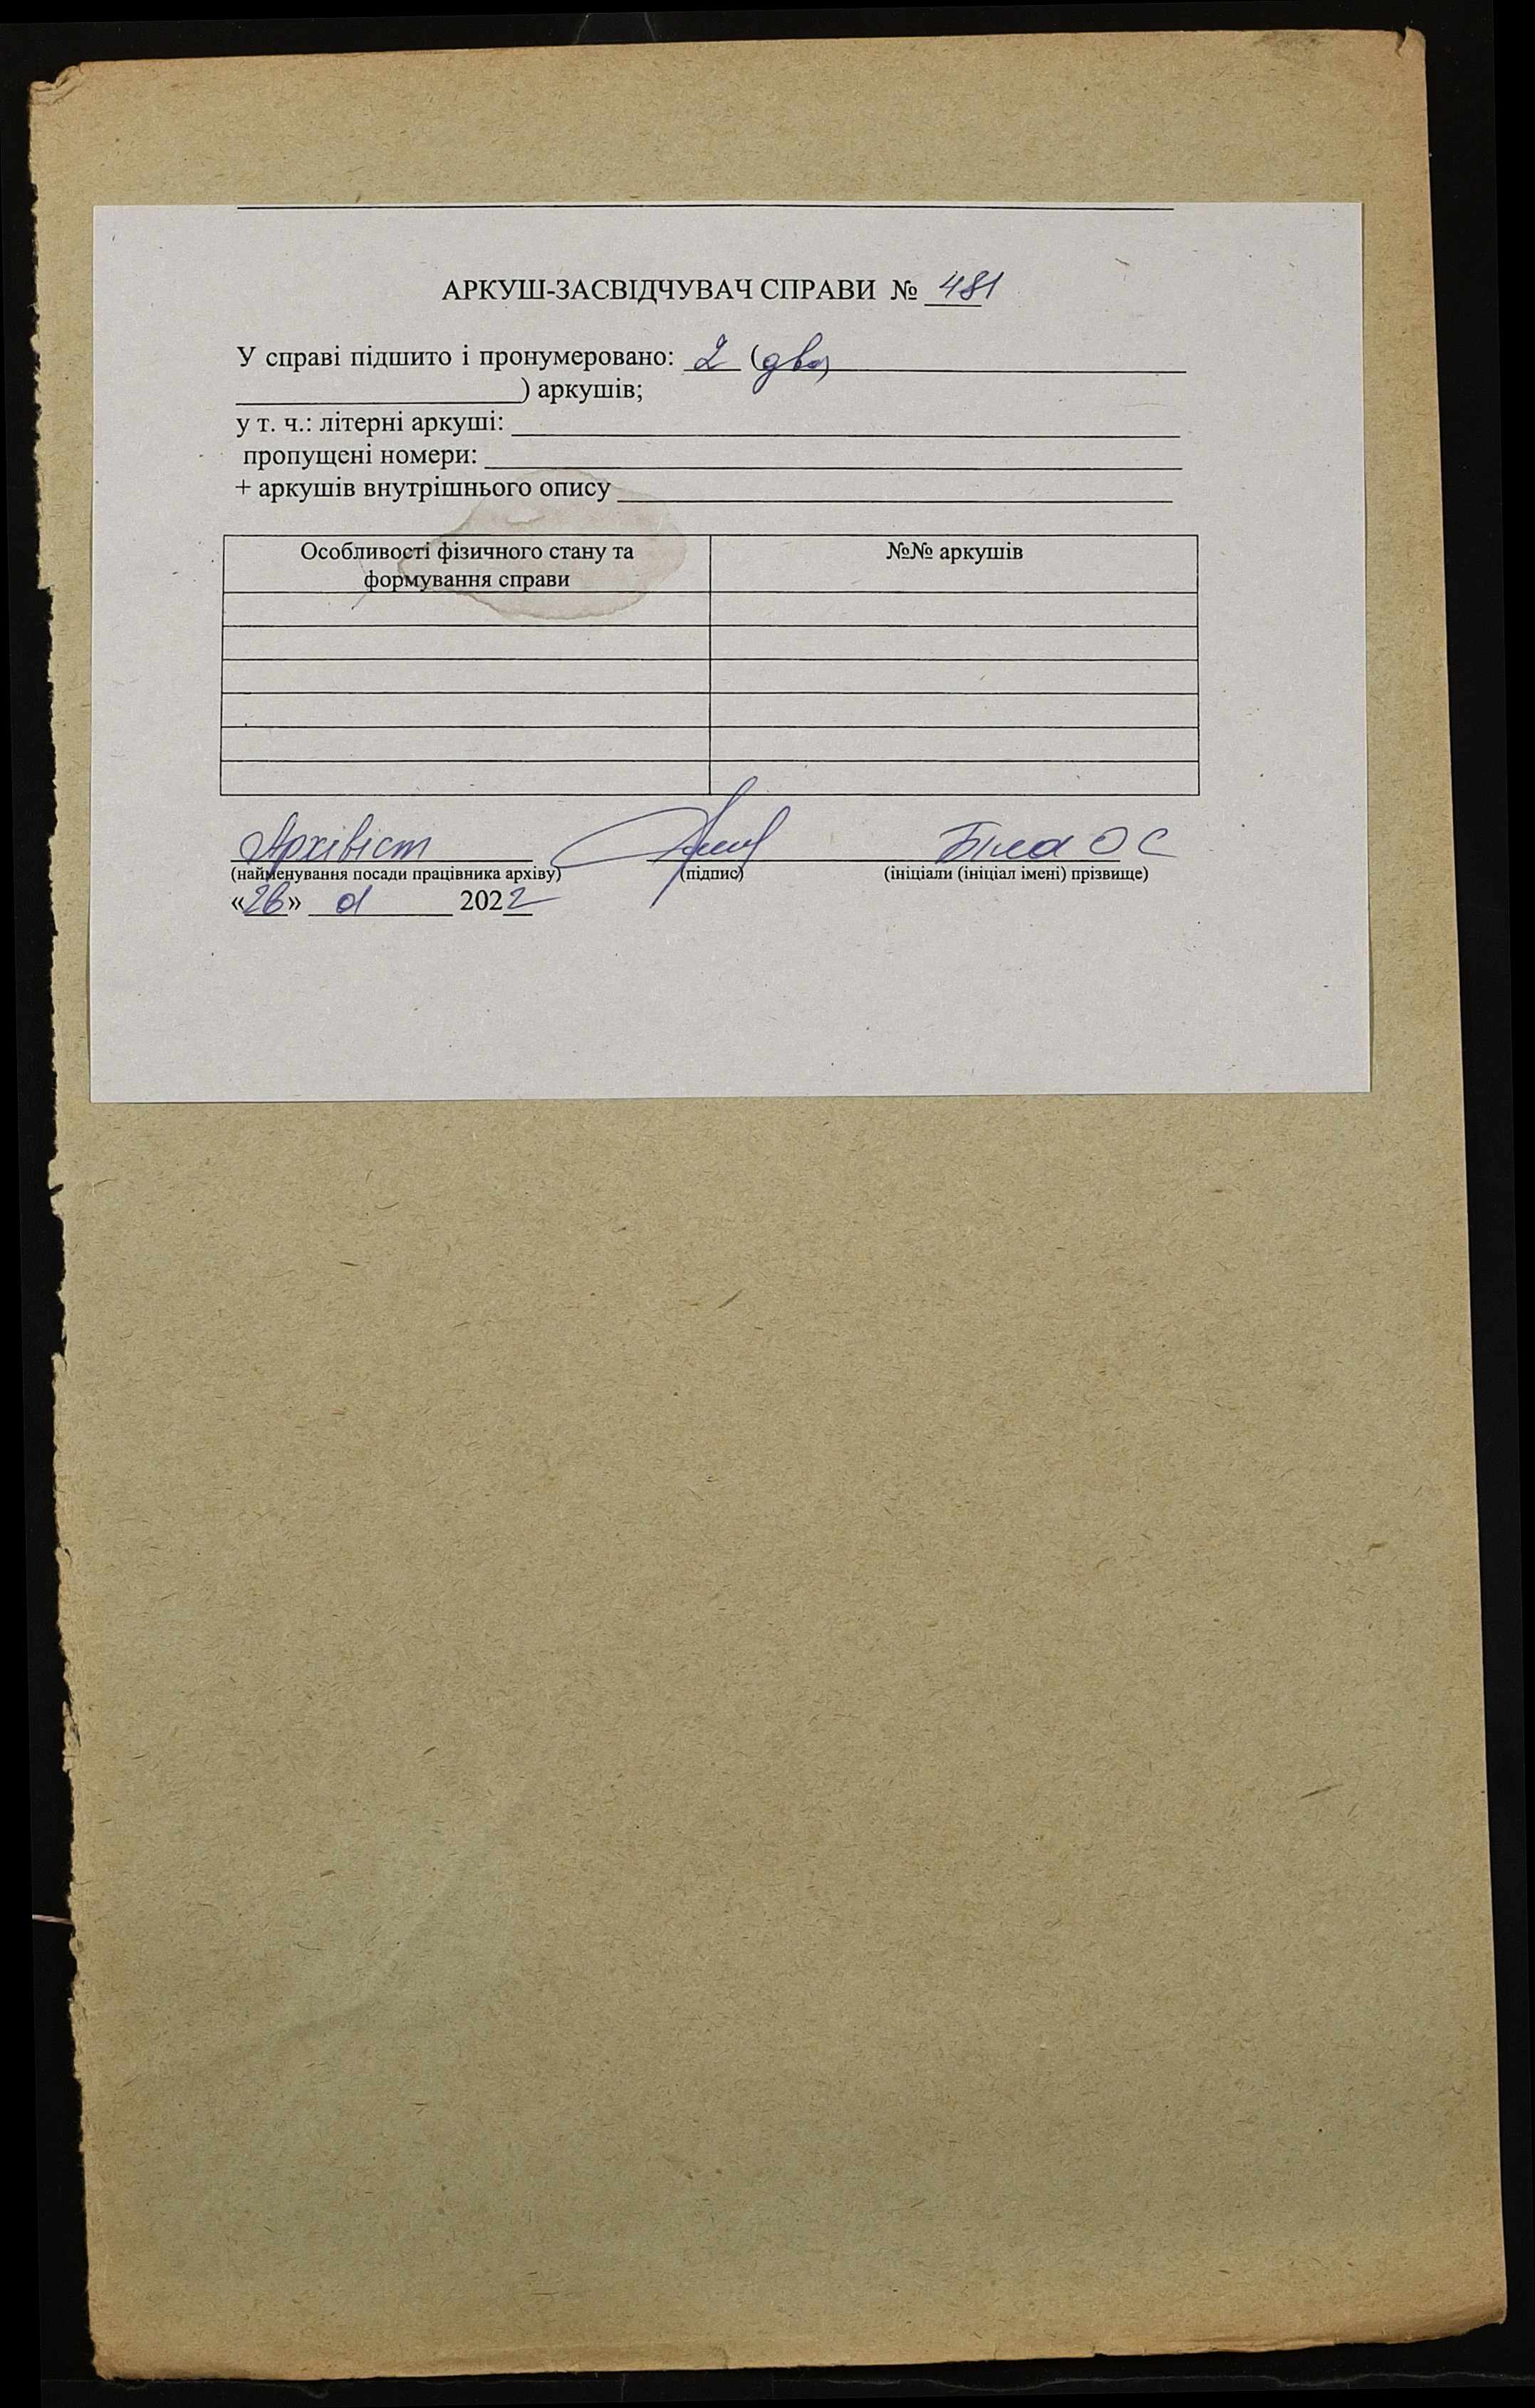 АРКУШ-ЗАСВІДЧУВАЧ СПРАВИ № 481
У справі підшито і пронумеровано: 2 (два
) аркушів;
у т. ч.: літерні аркуші:
пропущені номери:
+ аркушів внутрішнього опису
Особливості фізичного стану та
формування справи
№№ аркушів
Архівіст Біла О С
(найменування посади працівника архіву) (підпис) (ініціали (ініціал імені) прізвище)
«26» 2022